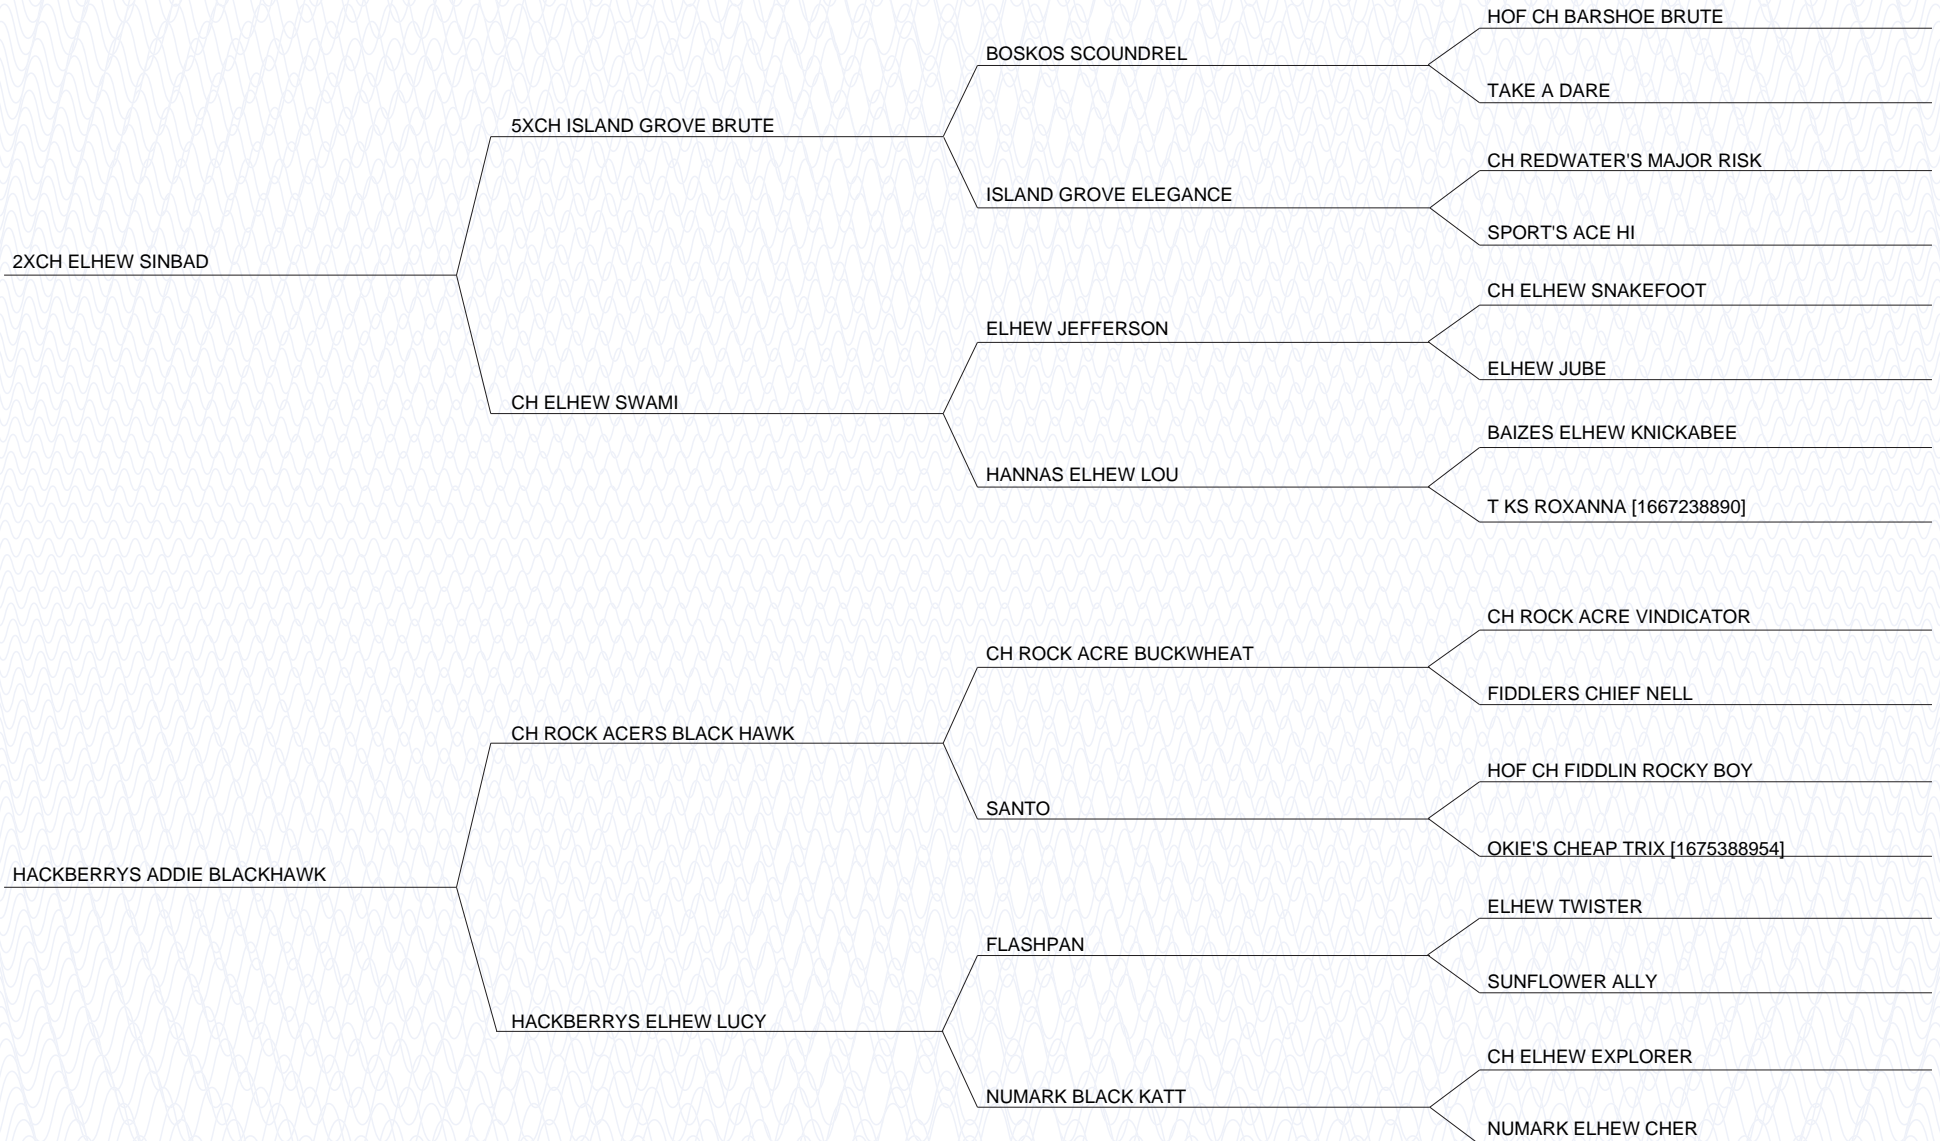 HOF CH BARSHOE BRUTE
BOSKOS SCOUNDREL
TAKE A DARE
5XCH ISLAND GROVE BRUTE
CH REDWATER'S MAJOR RISK
ISLAND GROVE ELEGANCE
SPORT'S ACE HI
2XCH ELHEW SINBAD
CH ELHEW SNAKEFOOT
ELHEW JEFFERSON
ELHEW JUBE
CH ELHEW SWAMI
BAIZES ELHEW KNICKABEE
HANNAS ELHEW LOU
T KS ROXANNA [1667238890]
CH ROCK ACRE VINDICATOR
CH ROCK ACRE BUCKWHEAT
FIDDLERS CHIEF NELL
CH ROCK ACERS BLACK HAWK
HOF CH FIDDLIN ROCKY BOY
SANTO
OKIE'S CHEAP TRIX [1675388954]
HACKBERRYS ADDIE BLACKHAWK
ELHEW TWISTER
FLASHPAN
SUNFLOWER ALLY
HACKBERRYS ELHEW LUCY
CH ELHEW EXPLORER
NUMARK BLACK KATT
NUMARK ELHEW CHER